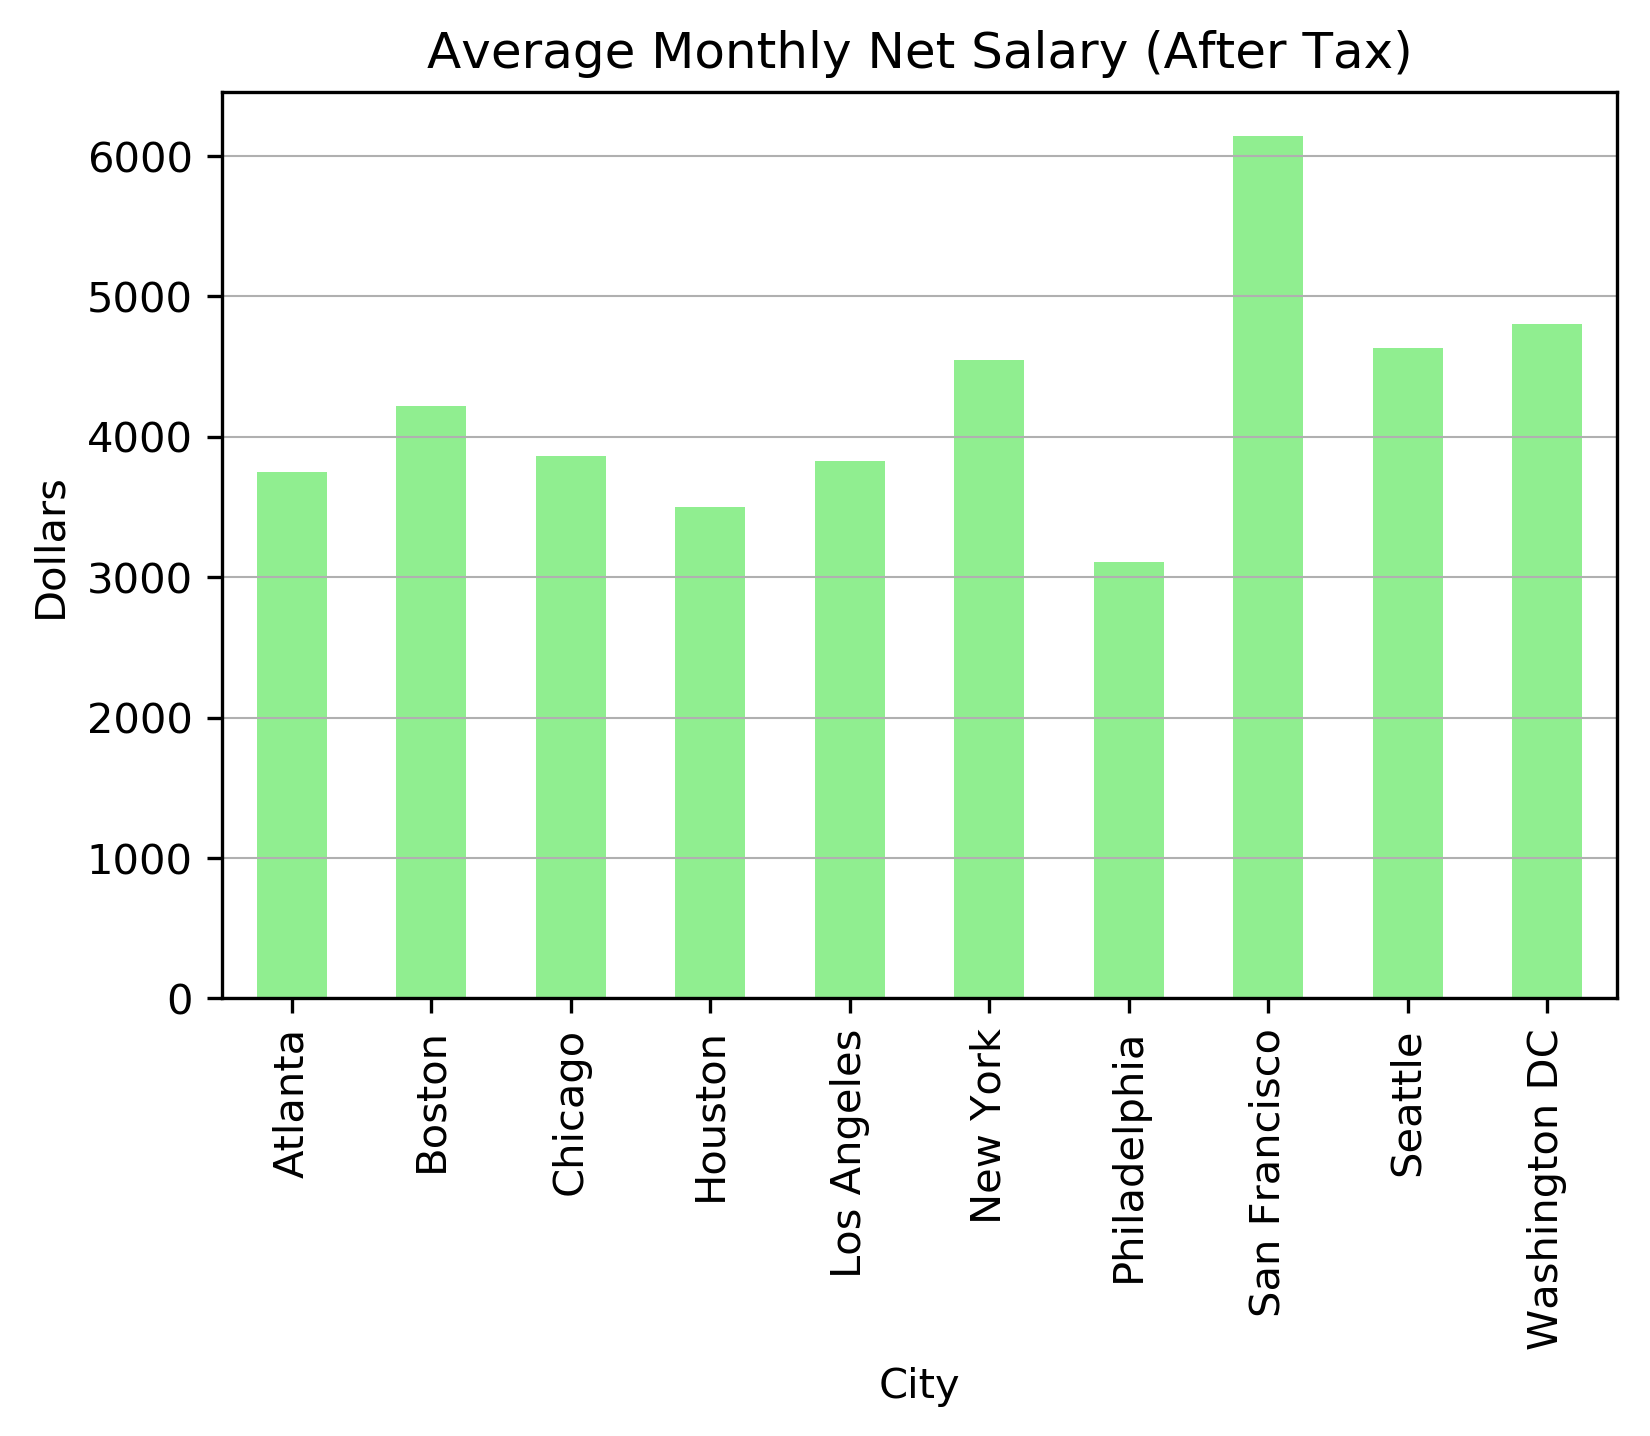 Average Monthly Net Salary (After Tax)
Dollars
6000
5000
4000
3000
2000
1000
0
Atlanta
Boston
Chicago
Houston
Los Angeles
New York
Philadelphia
San Francisco
Seattle
Washington DC
City